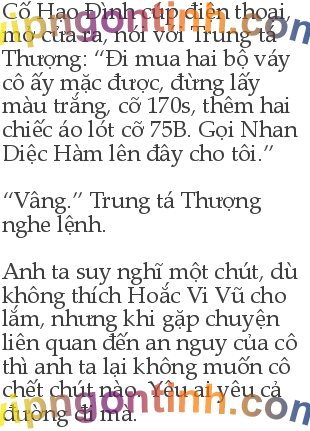 Cố Hạo Đình cúp điện thoại,
mở cửa ra, nói với Trung tá
Thượng: “Đi mua hai bộ váy
cô ấy mặc được, đừng lấy
màu trắng, cỡ 170s, thêm hai
chiếc áo lót cỡ 75B. Gọi Nhan
Diệc Hàm lên đây cho tôi.”
“Vâng.” Trung tá Thượng
nghe lệnh.
Anh ta suy nghĩ một chút, dù
không thích Hoắc Vi Vũ cho
lắm, nhưng khi gặp chuyện
liên quan đến an nguy của cô
thì anh ta lại không muốn cô
chết chút nào. Yêu ai yêu cả
đường đi mà.
vipngontinh.com
vipngontinh.com